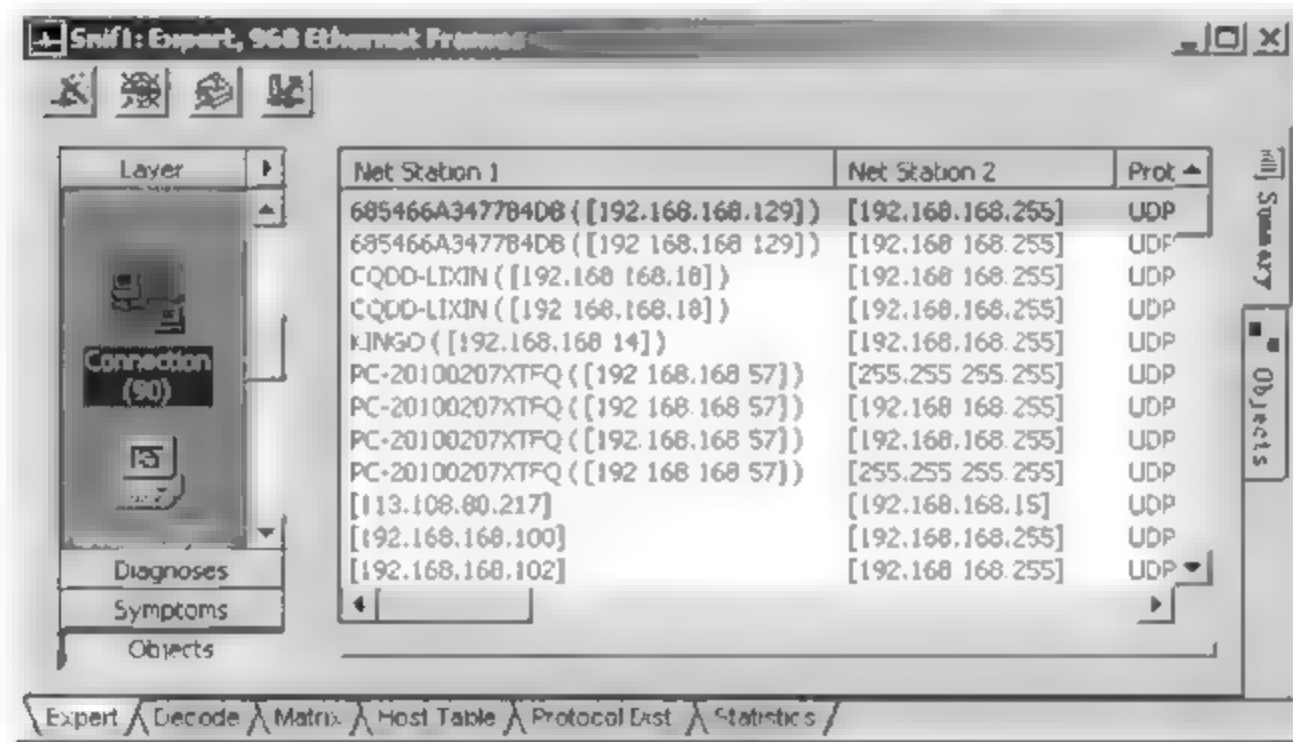 Snif1: Expert, 968 Ethernet Frames
Layer
Connection
(90)
Diagnoses
Symptoms
Objects
Net Station 1 Net Station 2 Prot
685466A347784DB ([192.168.168.129]) [192.168.168.255] UDP
685466A347784DB ([192 168.168 129]) [192.168 168.255] UDP
CQDD-LIXIN ([192.168 168.18]) [192.168 168 255] UDP
CQDD-LIXIN ([192 168.168.18]) [192.168.168.255] UDP
KINGO ([192.168.168 14]) [192.168.168 255] UDP
PC-20100207XTFQ ([192 168.168 57]) [255.255 255 255] UDP
PC-20100207XTFQ ([192 168 168 57]) [192.168 168 255] UDP
PC-20100207XTFQ ([192.168 168 57]) [192.168 168.255] UDP
PC-20100207XTFQ ([192 168 168 57]) [255.255 255 255] UDP
[113.108.80.217] [192.168.168.15] UDP
[192.168.168.100] [192.168.168.255] UDP
[192.168.168.102] [192.168 168.255] UDP
Summary
Objects
Expert Decode Matrix Host Table Protocol Dist Statistics